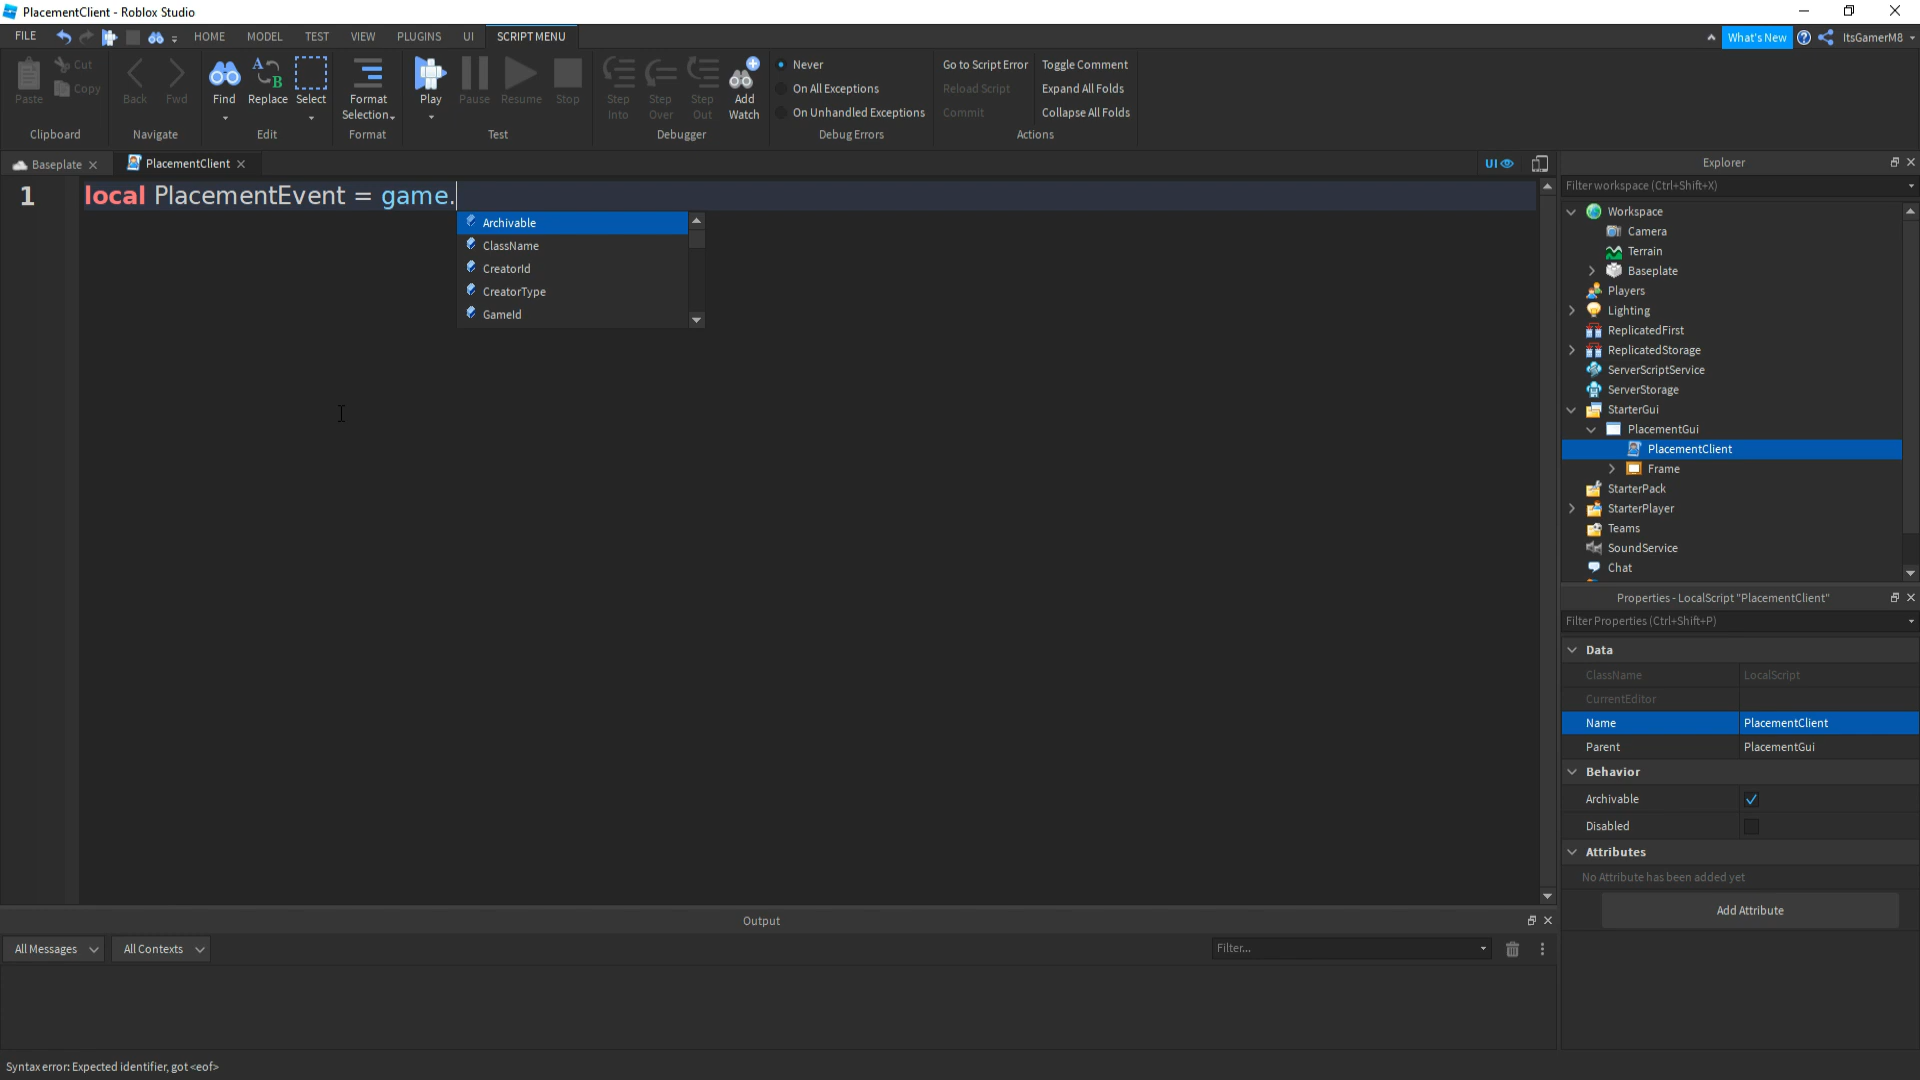 PlacementClient - Roblox Studio
FILE HOME MODEL TEST VIEW PLUGINS UI SCRIPT MENU What's New ItsGamerM8
Paste Cut Copy Clipboard
Back Fwd Navigate
Find Replace Select Edit
Format Selection Format
Play Pause Resume Stop Test
Step Into Step Over Step Out Add Watch Debugger
Never
On All Exceptions
On Unhandled Exceptions
Debug Errors
Go to Script Error Toggle Comment
Reload Script Expand All Folds
Commit Collapse All Folds
Actions
Baseplate PlacementClient UI
1 local PlacementEvent = game.
Archivable
ClassName
CreatorId
CreatorType
GameId
Explorer
Filter workspace (Ctrl+Shift+X)
Workspace
Camera
Terrain
Baseplate
Players
Lighting
ReplicatedFirst
ReplicatedStorage
ServerScriptService
ServerStorage
StarterGui
PlacementGui
PlacementClient
Frame
StarterPack
StarterPlayer
Teams
SoundService
Chat
Properties - LocalScript "PlacementClient"
Filter Properties (Ctrl+Shift+P)
Data
ClassName LocalScript
CurrentEditor
Name PlacementClient
Parent PlacementGui
Behavior
Archivable
Disabled
Attributes
No Attribute has been added yet
Add Attribute
Output
All Messages All Contexts Filter...
Syntax error: Expected identifier, got <eof>